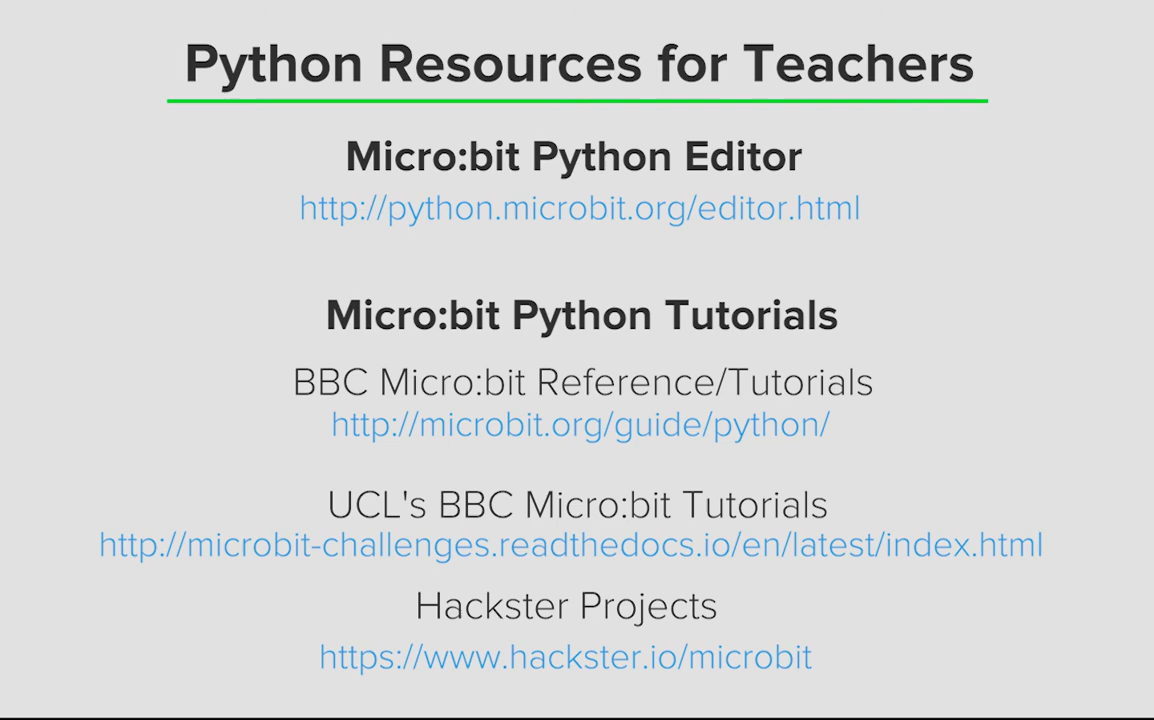 Python Resources for Teachers
Micro:bit Python Editor
http://python.microbit.org/editor.html
Micro:bit Python Tutorials
BBC Micro:bit Reference/Tutorials
http://microbit.org/guide/python/
UCL's BBC Micro:bit Tutorials
http://microbit-challenges.readthedocs.io/en/latest/index.html
Hackster Projects
https://www.hackster.io/microbit